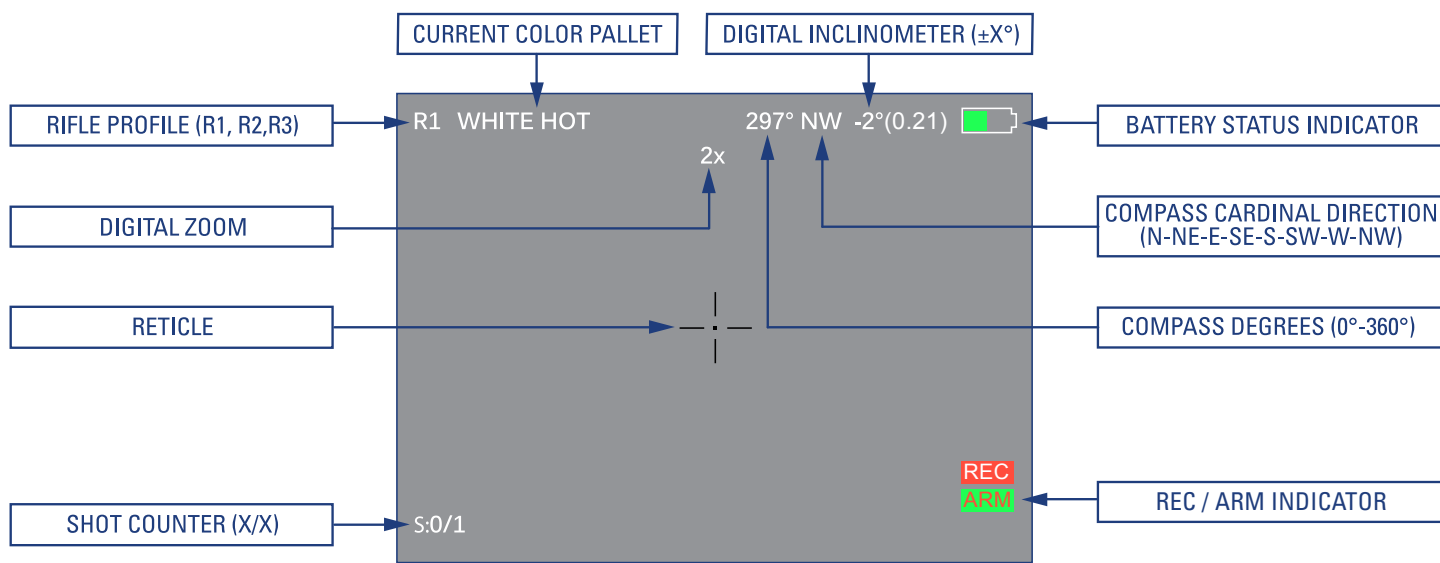 CURRENT COLOR PALLET
DIGITAL INCLINOMETER (±X°)
RIFLE PROFILE (R1, R2,R3)
R1 WHITE HOT
297° NW -2°(0.21)
BATTERY STATUS INDICATOR
2x
DIGITAL ZOOM
COMPASS CARDINAL DIRECTION
(N-NE-E-SE-S-SW-W-NW)
RETICLE
COMPASS DEGREES (0°-360°)
REC
ARM
REC / ARM INDICATOR
SHOT COUNTER (X/X)
S:0/1